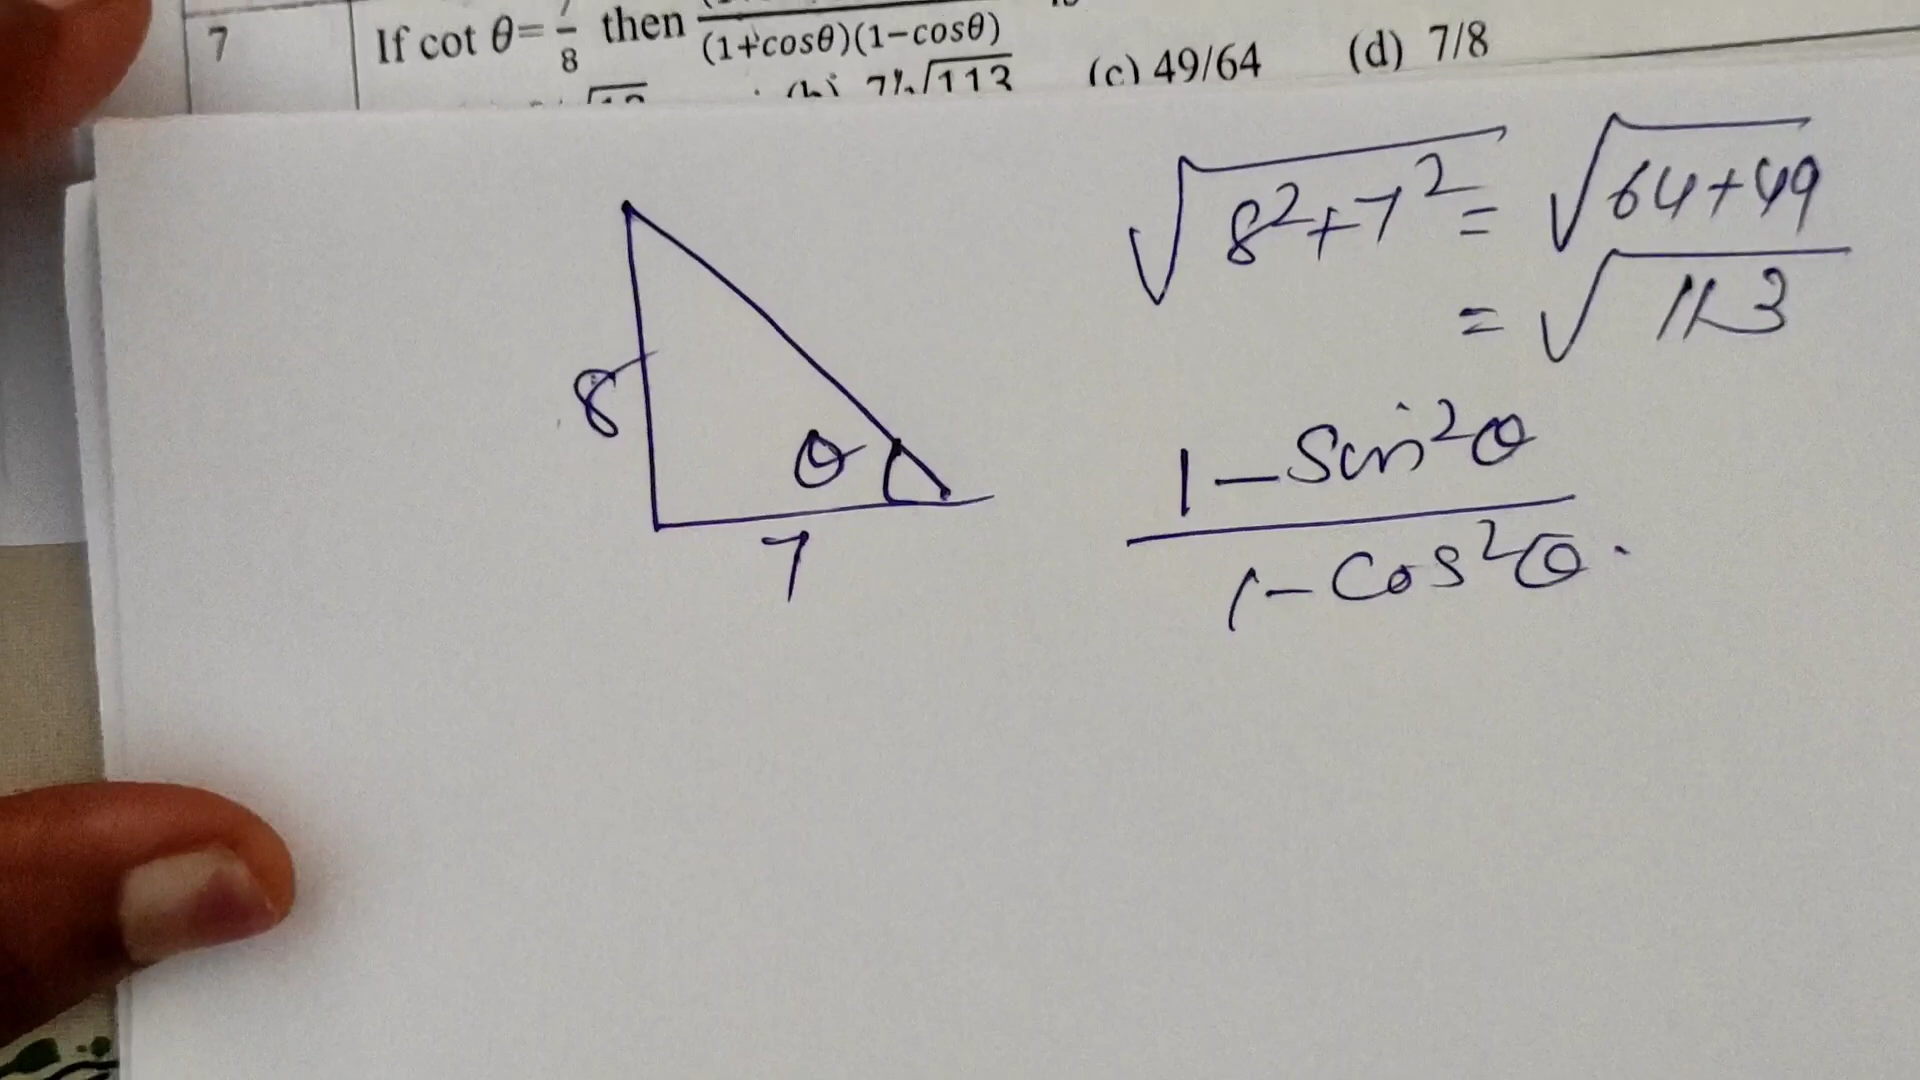 7 If cot θ= 7/8 then
(1+cosθ)(1−cosθ)
(c) 49/64 (d) 7/8
√8²+7² = √64+49
= √113
8
θ
7
1−Sin²θ
1−Cos²θ.